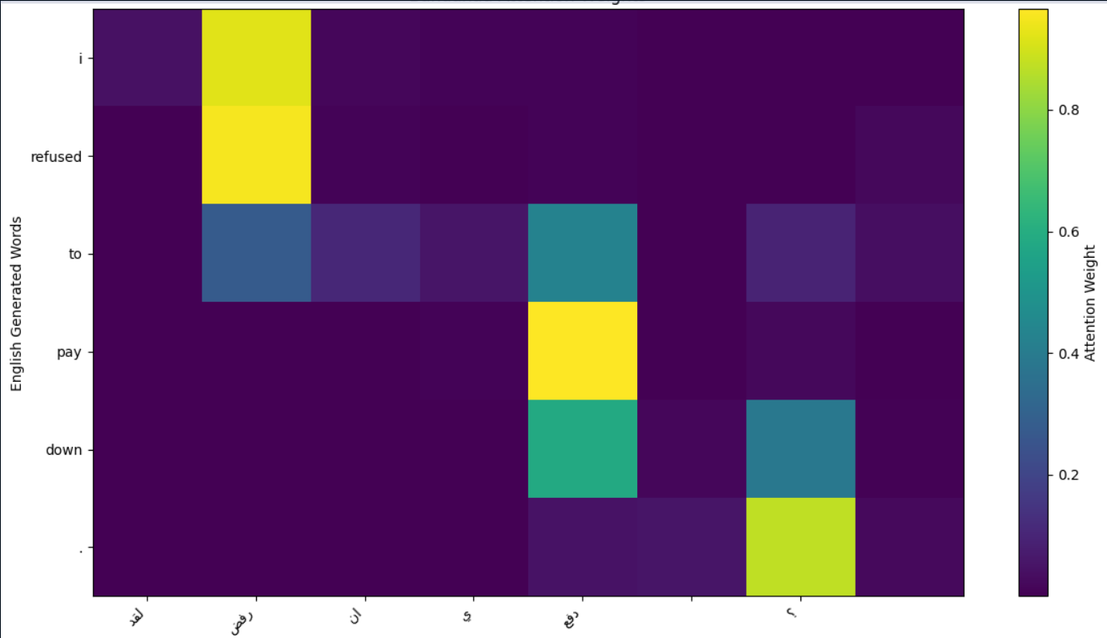 English Generated Words
i
refused
to
pay
down
.
لقد
رفض
ان
ي
دفع
؟
0.8
0.6
0.4
0.2
Attention Weight